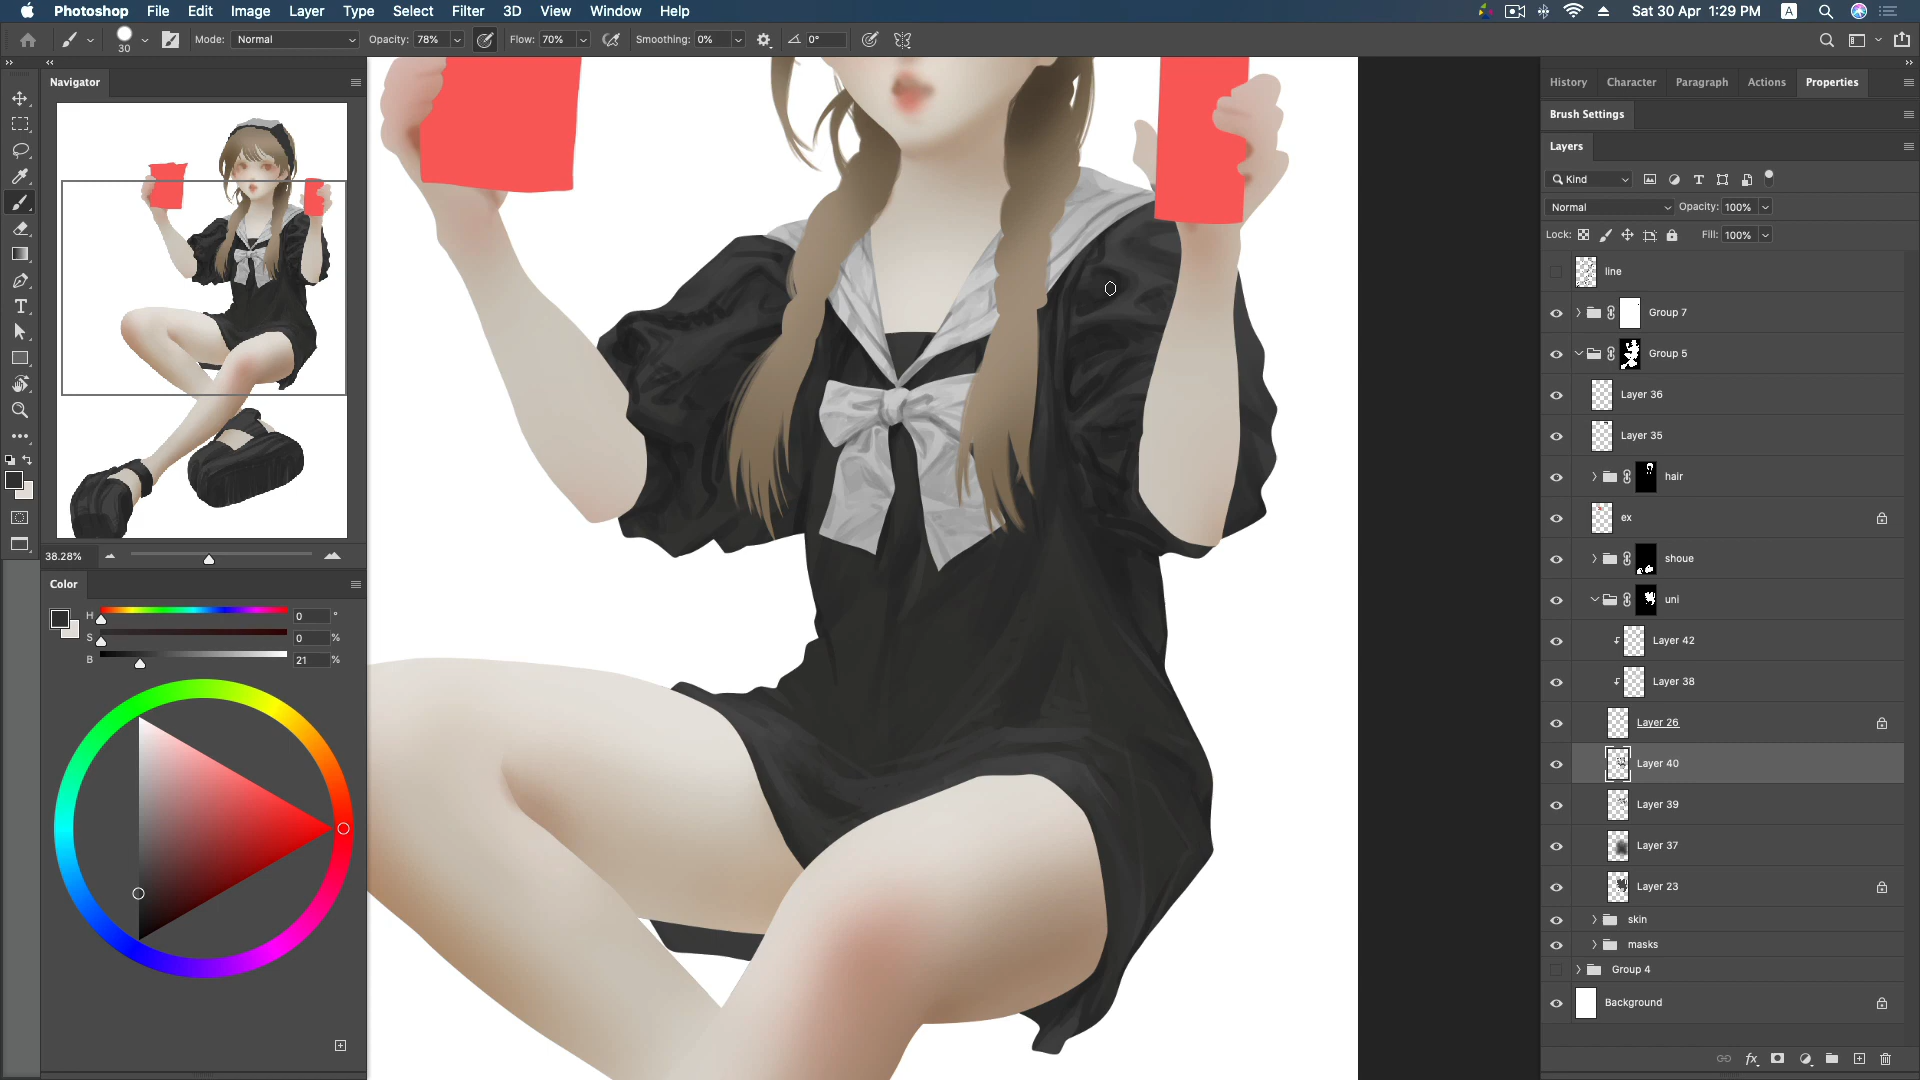 Photoshop File Edit Image Layer Type Select Filter 3D View Window Help
Sat 30 Apr 1:29 PM A
30 Mode: Normal Opacity: 78% Flow: 70% Smoothing: 0% 0°
Navigator
38.28%
Color
H 0 °
S 0 %
B 21 %
History Character Paragraph Actions Properties
Brush Settings
Layers
Kind
Normal Opacity: 100%
Lock: Fill: 100%
line
Group 7
Group 5
Layer 36
Layer 35
hair
ex
shoue
uni
Layer 42
Layer 38
Layer 26
Layer 40
Layer 39
Layer 37
Layer 23
skin
masks
Group 4
Background
fx